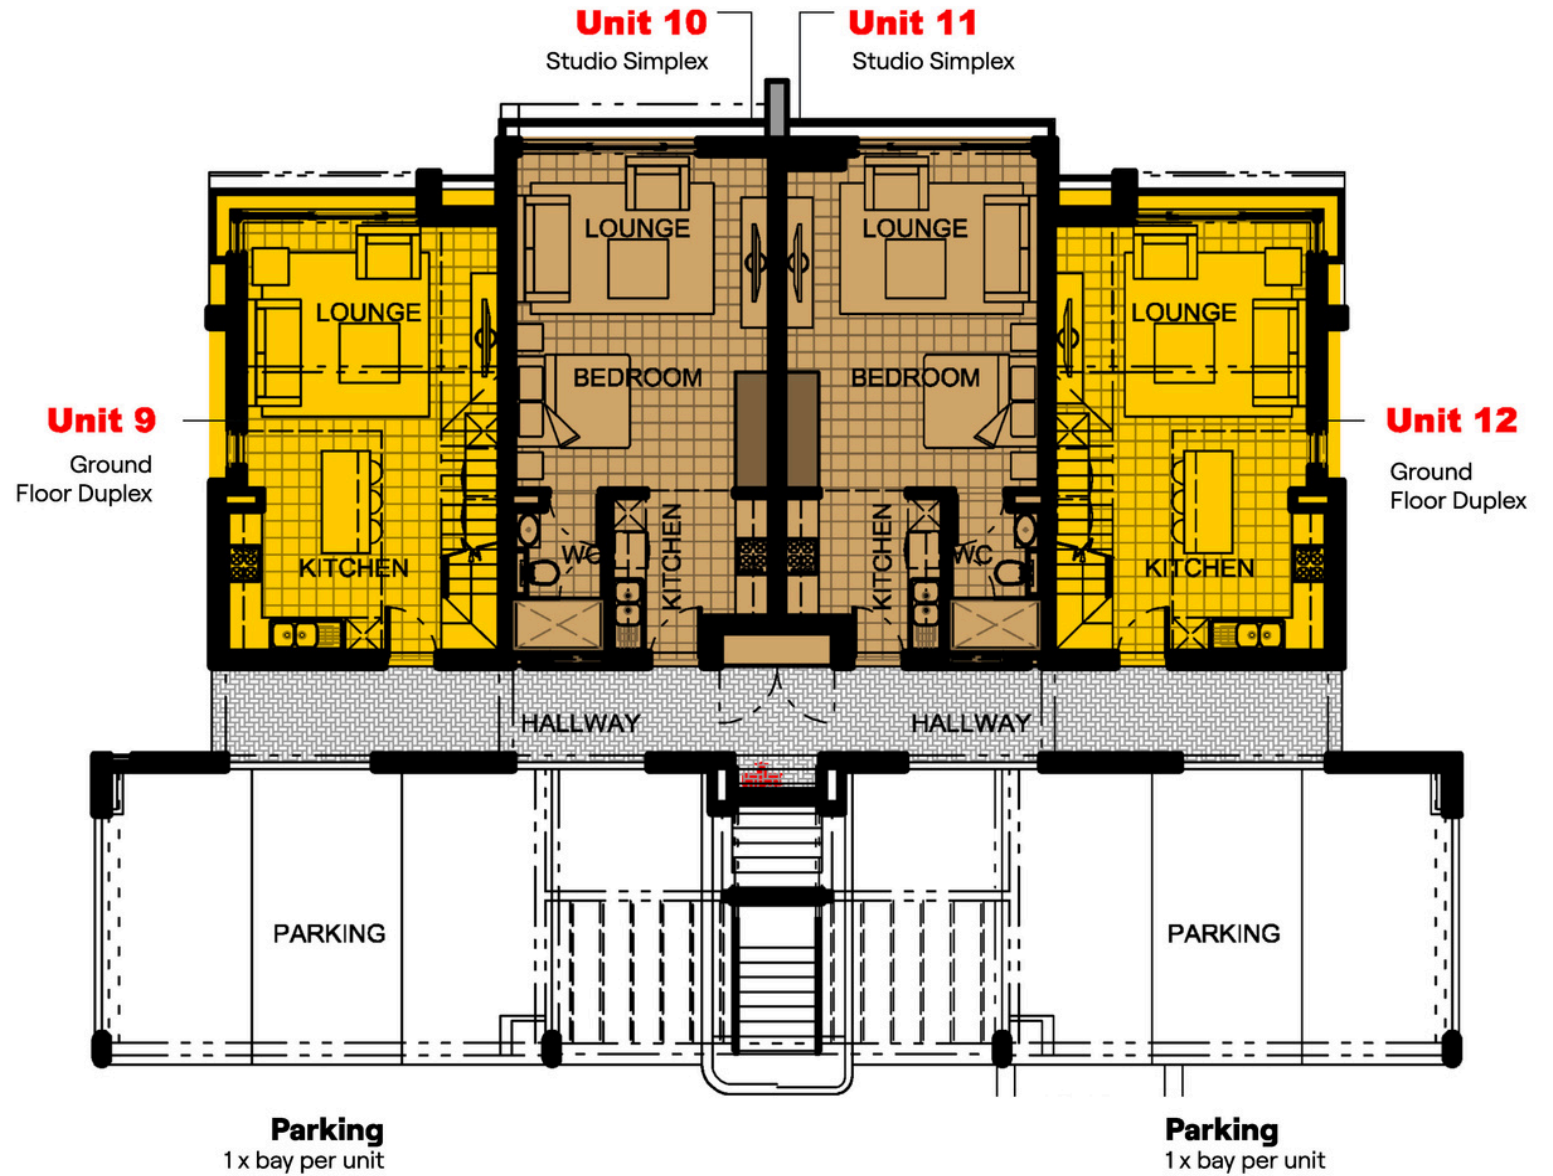 Unit 10
Studio Simplex
Unit 11
Studio Simplex
LOUNGE
LOUNGE
LOUNGE
LOUNGE
BEDROOM
BEDROOM
Unit 9
Ground
Floor Duplex
Unit 12
Ground
Floor Duplex
KITCHEN
WC
KITCHEN
KITCHEN
WC
KITCHEN
HALLWAY
HALLWAY
PARKING
PARKING
Parking
1 x bay per unit
Parking
1 x bay per unit